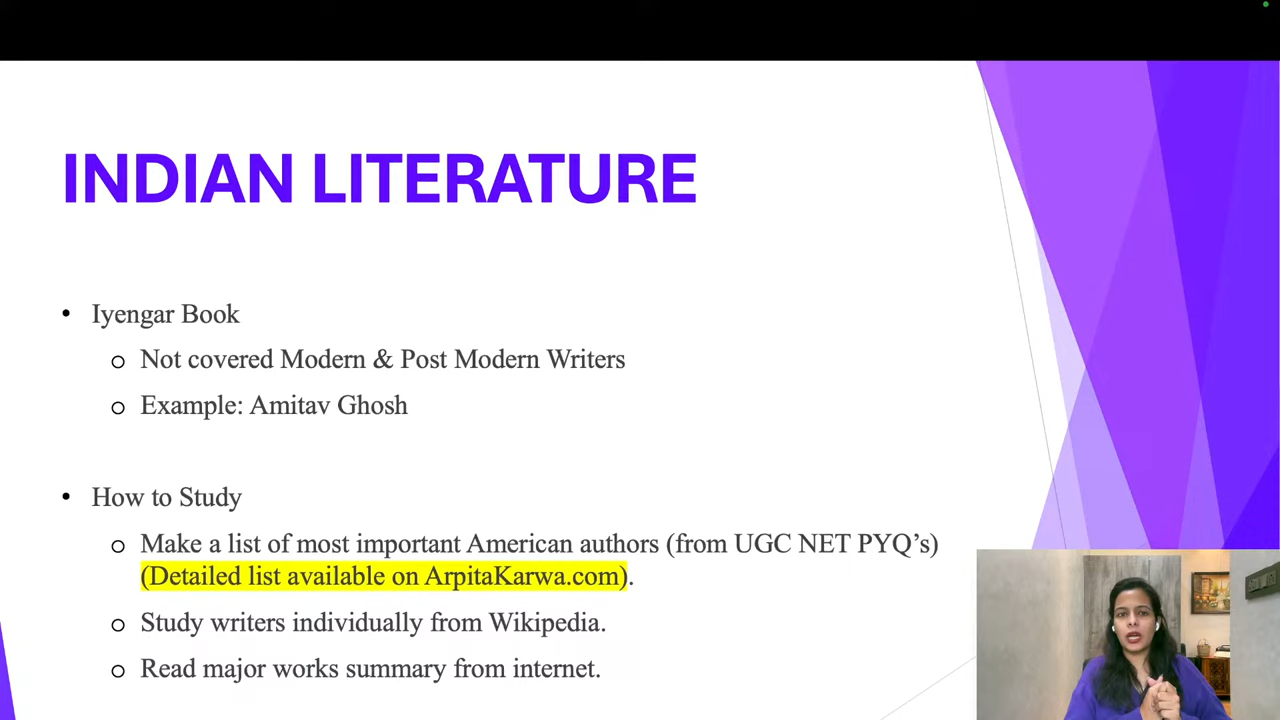 INDIAN LITERATURE
• Iyengar Book
o Not covered Modern & Post Modern Writers
o Example: Amitav Ghosh
• How to Study
o Make a list of most important American authors (from UGC NET PYQ’s)
(Detailed list available on ArpitaKarwa.com).
o Study writers individually from Wikipedia.
o Read major works summary from internet.